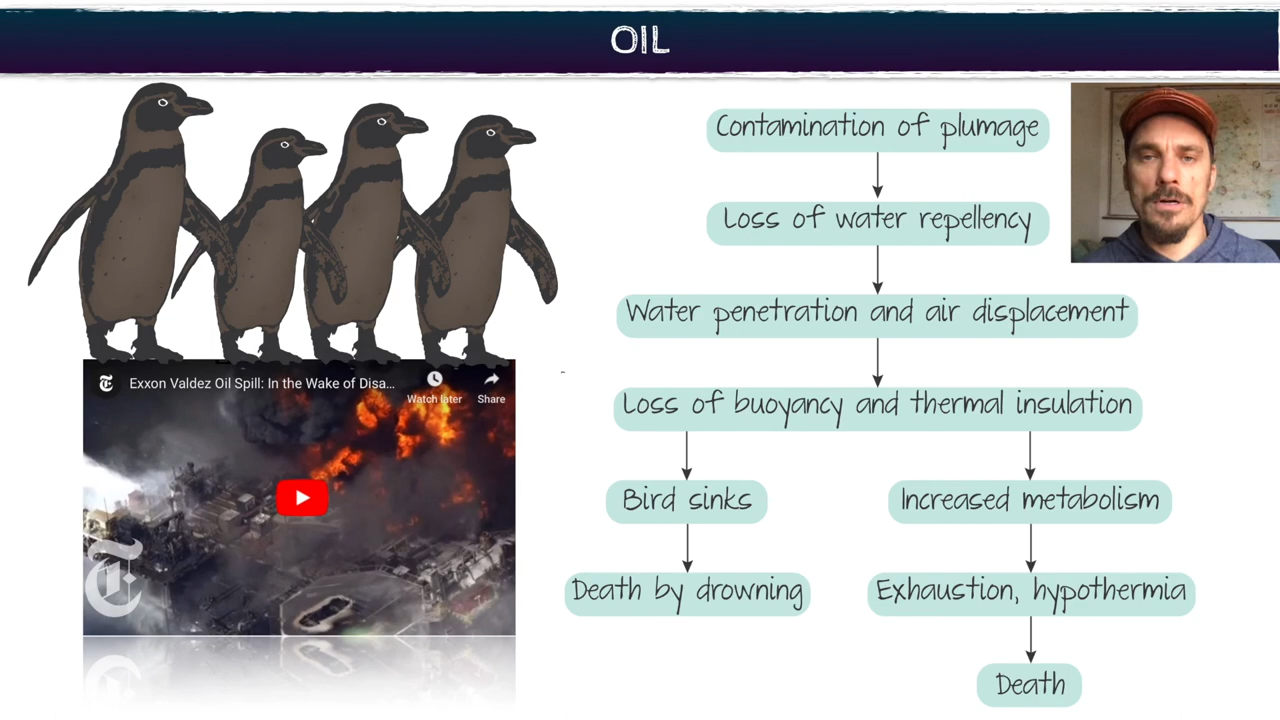 OIL
Contamination of plumage
Loss of water repellency
Water penetration and air displacement
Loss of buoyancy and thermal insulation
Bird sinks
Increased metabolism
Death by drowning
Exhaustion, hypothermia
Death
Exxon Valdez Oil Spill: In the Wake of Disa...
Watch later
Share
T